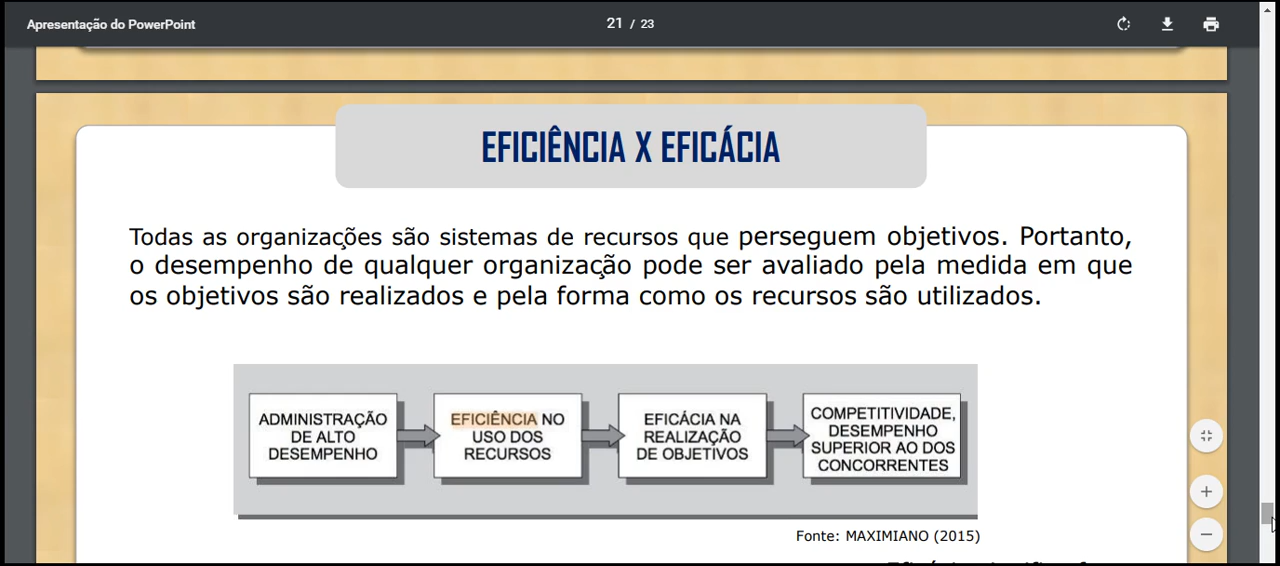 Apresentação do PowerPoint
21 / 23
EFICIÊNCIA X EFICÁCIA
Todas as organizações são sistemas de recursos que perseguem objetivos. Portanto,
o desempenho de qualquer organização pode ser avaliado pela medida em que
os objetivos são realizados e pela forma como os recursos são utilizados.
ADMINISTRAÇÃO
DE ALTO
DESEMPENHO
EFICIÊNCIA NO
USO DOS
RECURSOS
EFICÁCIA NA
REALIZAÇÃO
DE OBJETIVOS
COMPETITIVIDADE,
DESEMPENHO
SUPERIOR AO DOS
CONCORRENTES
Fonte: MAXIMIANO (2015)